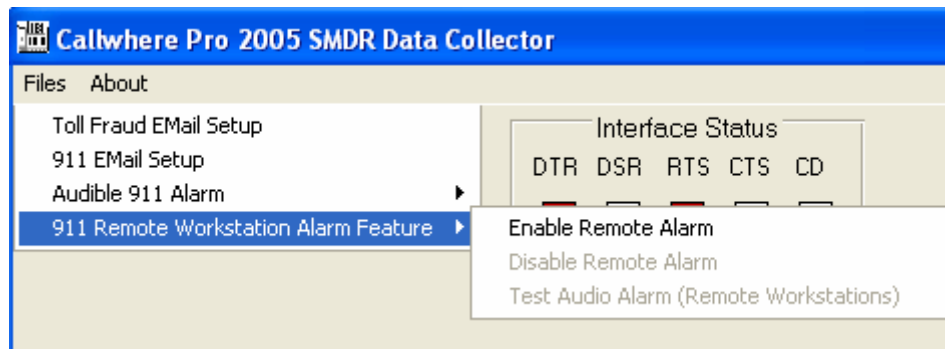 Callwhere Pro 2005 SMDR Data Collector
Files About
Toll Fraud EMail Setup
911 EMail Setup
Audible 911 Alarm
911 Remote Workstation Alarm Feature
Interface Status
DTR DSR RTS CTS CD
Enable Remote Alarm
Disable Remote Alarm
Test Audio Alarm (Remote Workstations)